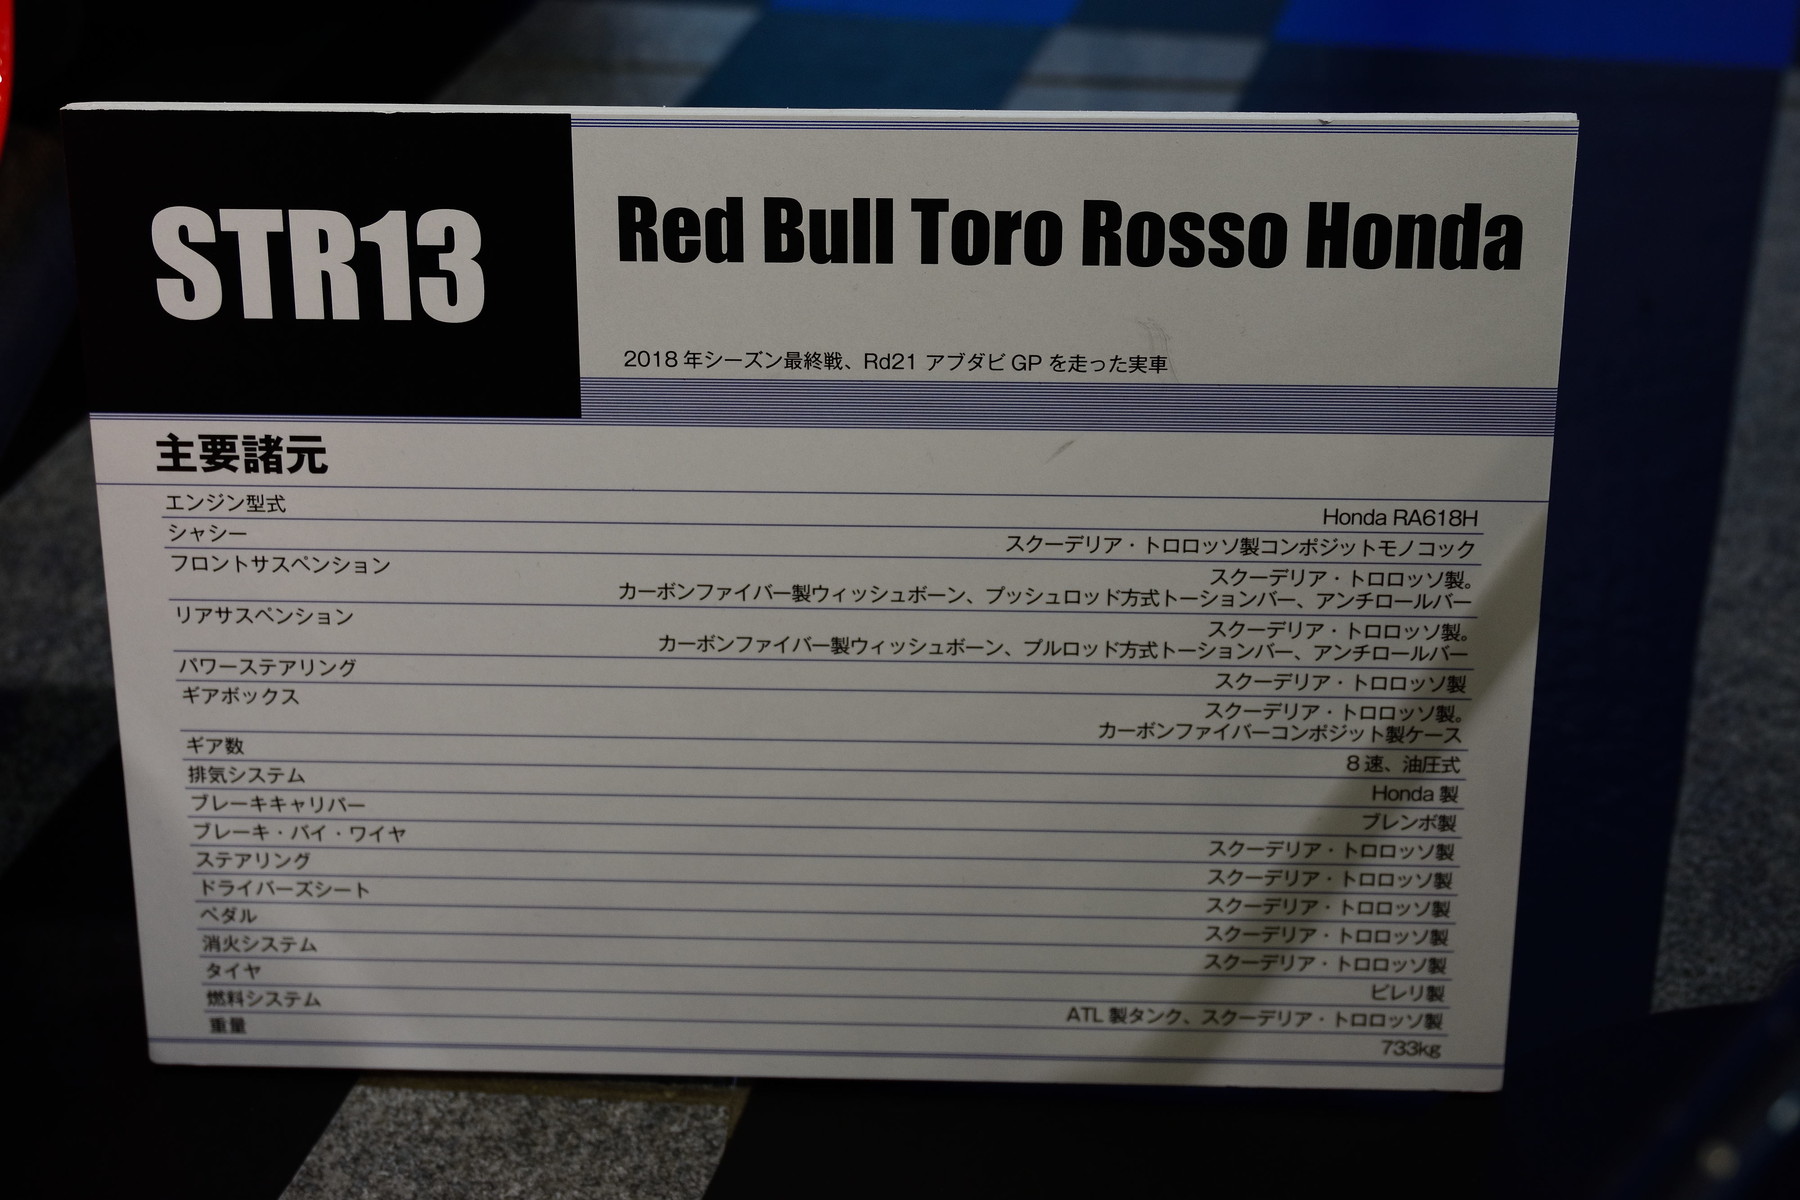 STR13
Red Bull Toro Rosso Honda
2018年シーズン最終戦、Rd21 アブダビ GP を走った実車
主要諸元
エンジン型式 Honda RA618H
シャシー スクーデリア・トロロッソ製コンポジットモノコック
フロントサスペンション スクーデリア・トロロッソ製。
カーボンファイバー製ウィッシュボーン、プッシュロッド方式トーションバー、アンチロールバー
リアサスペンション スクーデリア・トロロッソ製。
カーボンファイバー製ウィッシュボーン、プルロッド方式トーションバー、アンチロールバー
パワーステアリング スクーデリア・トロロッソ製
ギアボックス スクーデリア・トロロッソ製。
カーボンファイバーコンポジット製ケース
ギア数 8速、油圧式
排気システム Honda 製
ブレーキキャリパー ブレンボ製
ブレーキ・バイ・ワイヤ スクーデリア・トロロッソ製
ステアリング スクーデリア・トロロッソ製
ドライバーズシート スクーデリア・トロロッソ製
ペダル スクーデリア・トロロッソ製
消火システム スクーデリア・トロロッソ製
タイヤ ピレリ製
燃料システム ATL 製タンク、スクーデリア・トロロッソ製
重量 733kg